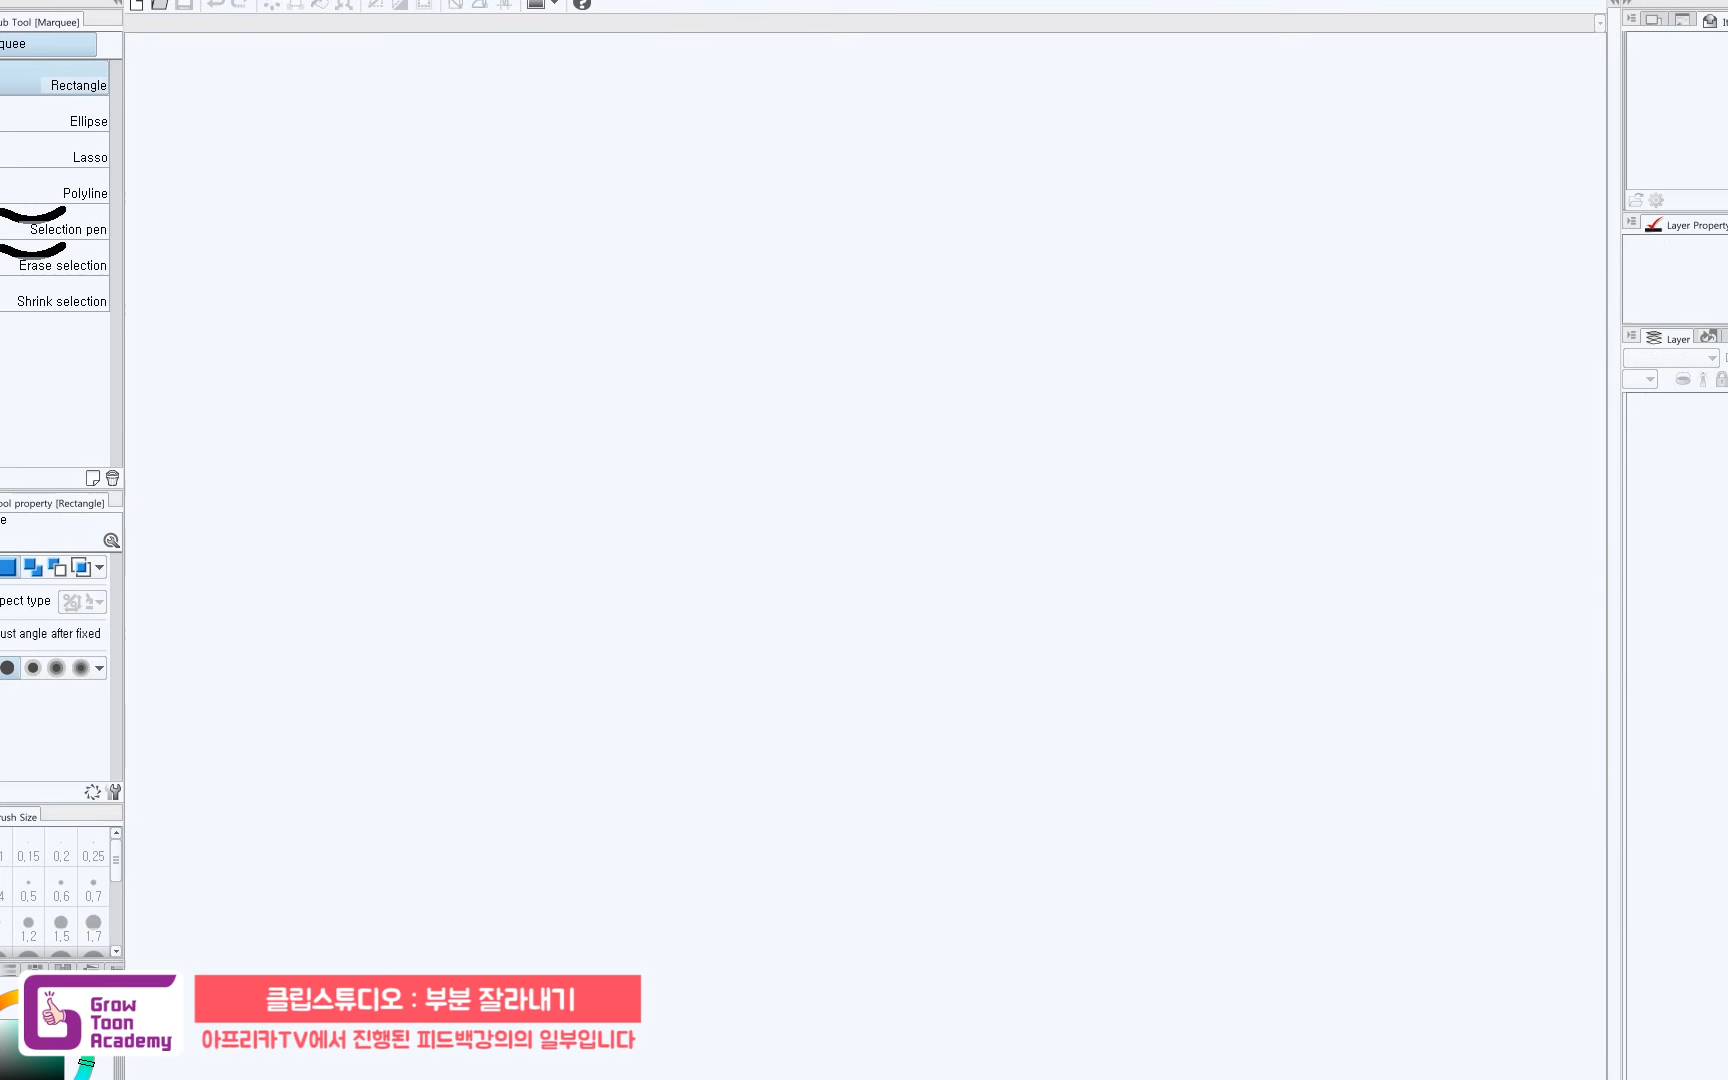 ub Tool [Marquee]
quee
Rectangle
Ellipse
Lasso
Polyline
Selection pen
Erase selection
Shrink selection
ool property [Rectangle]
e
pect type
ust angle after fixed
rush Size
1 0.15 0.2 0.25
4 0.5 0.6 0.7
1.2 1.5 1.7
It
Layer Property
Layer
Grow
Toon
Academy
클립스튜디오 : 부분 잘라내기
아프리카TV에서 진행된 피드백강의의 일부입니다